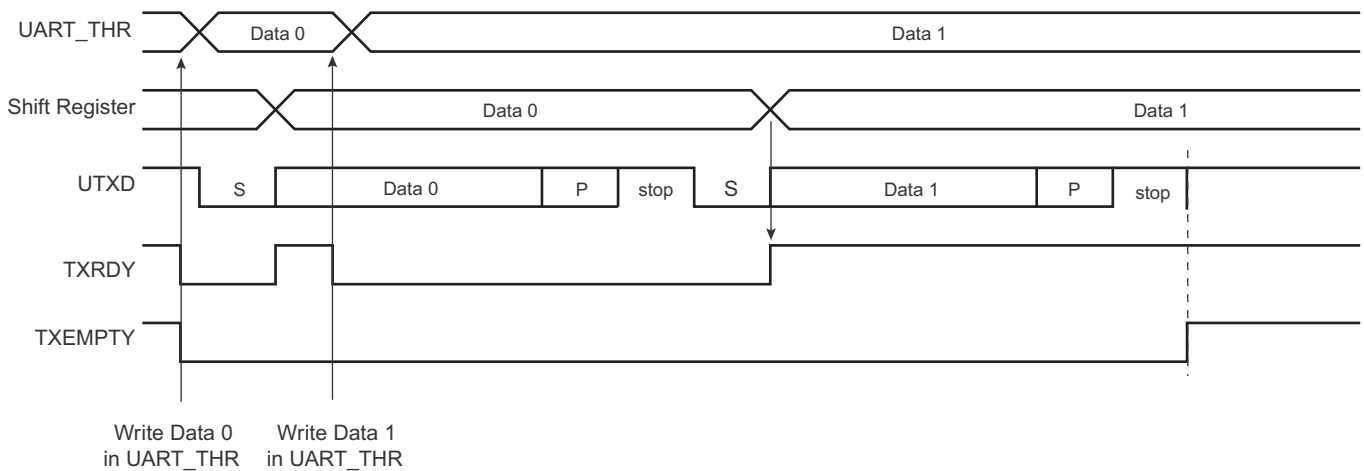 UART_THR Data 0 Data 1
Shift Register Data 0 Data 1
UTXD S Data 0 P stop S Data 1 P stop
TXRDY
TXEMPTY
Write Data 0 Write Data 1
in UART_THR in UART_THR